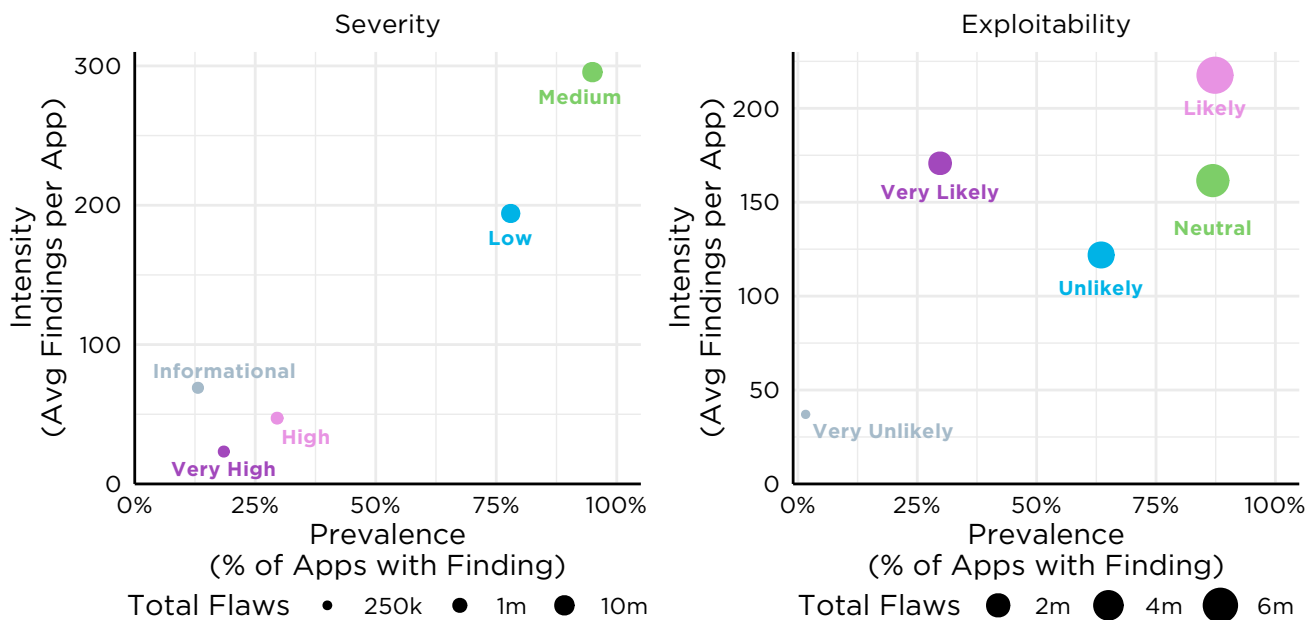 Severity
Intensity
(Avg Findings per App)
300
200
100
0
Medium
Low
Informational
High
Very High
0%
25%
50%
75%
100%
Prevalence
(% of Apps with Finding)
Total Flaws
250k
1m
10m
Exploitability
Intensity
(Avg Findings per App)
200
150
100
50
0
Likely
Very Likely
Neutral
Unlikely
Very Unlikely
0%
25%
50%
75%
100%
Prevalence
(% of Apps with Finding)
Total Flaws
2m
4m
6m